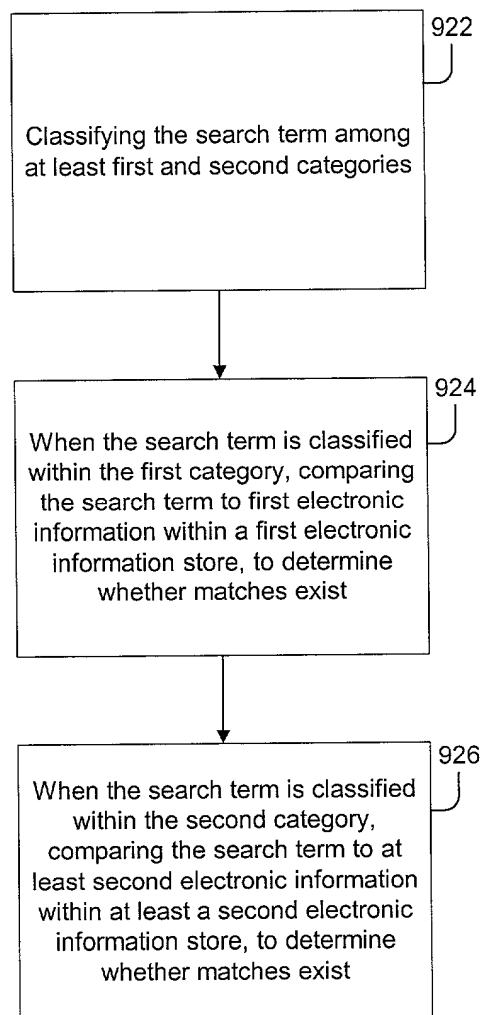 922
Classifying the search term among
at least first and second categories
924
When the search term is classified
within the first category, comparing
the search term to first electronic
information within a first electronic
information store, to determine
whether matches exist
926
When the search term is classified
within the second category,
comparing the search term to at
least second electronic information
within at least a second electronic
information store, to determine
whether matches exist